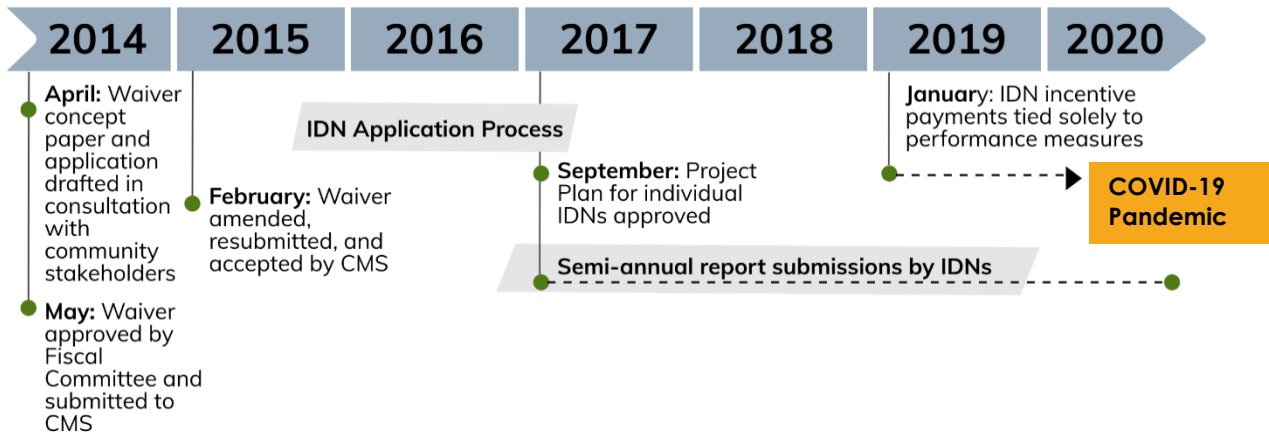 2014 2015 2016 2017 2018 2019 2020
April: Waiver
concept
paper and
application
drafted in
consultation
with
community
stakeholders
May: Waiver
approved by
Fiscal
Committee and
submitted to
CMS
February: Waiver
amended,
resubmitted, and
accepted by CMS
IDN Application Process
September: Project
Plan for individual
IDNs approved
Semi-annual report submissions by IDNs
January: IDN incentive
payments tied solely to
performance measures
COVID-19
Pandemic